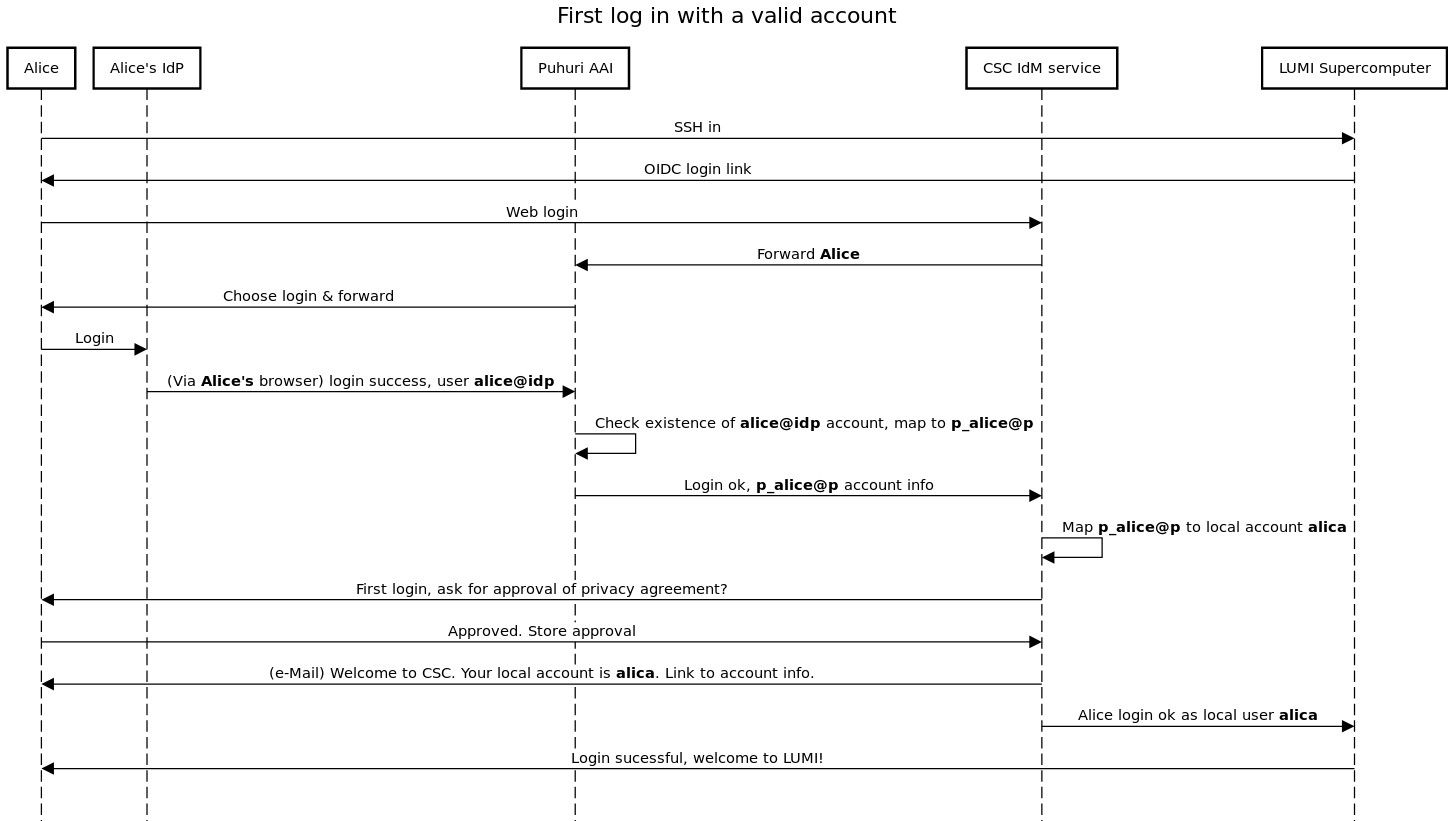 First log in with a valid account
Alice
Alice's IdP
Puhuri AAI
CSC IdM service
LUMI Supercomputer
SSH in
OIDC login link
Web login
Forward Alice
Choose login & forward
Login
(Via Alice's browser) login success, user alice@idp
Check existence of alice@idp account, map to p_alice@p
Login ok, p_alice@p account info
Map p_alice@p to local account alica
First login, ask for approval of privacy agreement?
Approved. Store approval
(e-Mail) Welcome to CSC. Your local account is alica. Link to account info.
Alice login ok as local user alica
Login sucessful, welcome to LUMI!